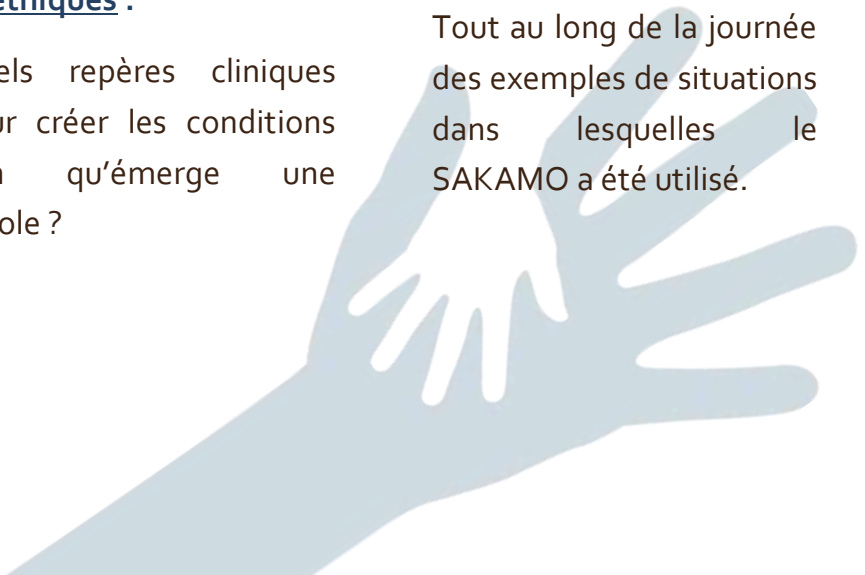 éthiques :
els repères cliniques
ur créer les conditions
qu'émerge une
ole ?
Tout au long de la journée
des exemples de situations
dans lesquelles le
SAKAMO a été utilisé.